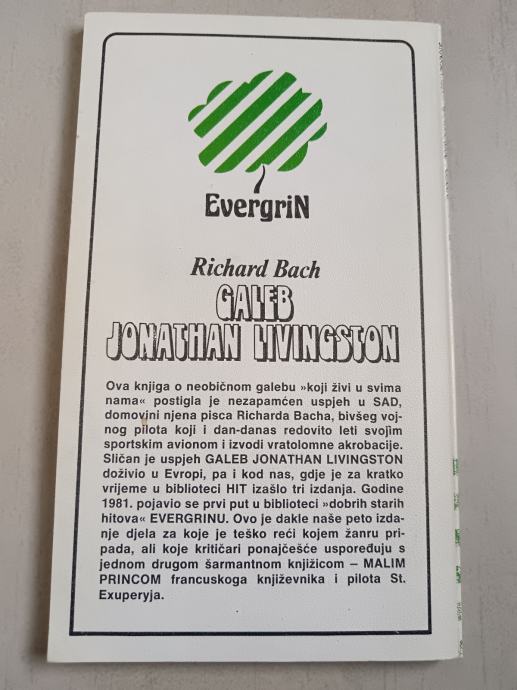 EvergriN
Richard Bach
GALEB
JONATHAN LIVINGSTON
Ova knjiga o neobičnom galebu »koji živi u svima
nama« postigla je nezapamćen uspjeh u SAD,
domovini njena pisca Richarda Bacha, bivšeg voj-
nog pilota koji i dan-danas redovito leti svojim
sportskim avionom i izvodi vratolomne akrobacije.
Sličan je uspjeh GALEB JONATHAN LIVINGSTON
doživio u Evropi, pa i kod nas, gdje je za kratko
vrijeme u biblioteci HIT izašlo tri izdanja. Godine
1981. pojavio se prvi put u biblioteci »dobrih starih
hitova« EVERGRINU. Ovo je dakle naše peto izda-
nje djela za koje je teško reći kojem žanru pri-
pada, ali koje kritičari ponajčešće uspoređuju s
jednom drugom šarmantnom knjižicom – MALIM
PRINCOM francuskoga književnika i pilota St.
Exuperyja.